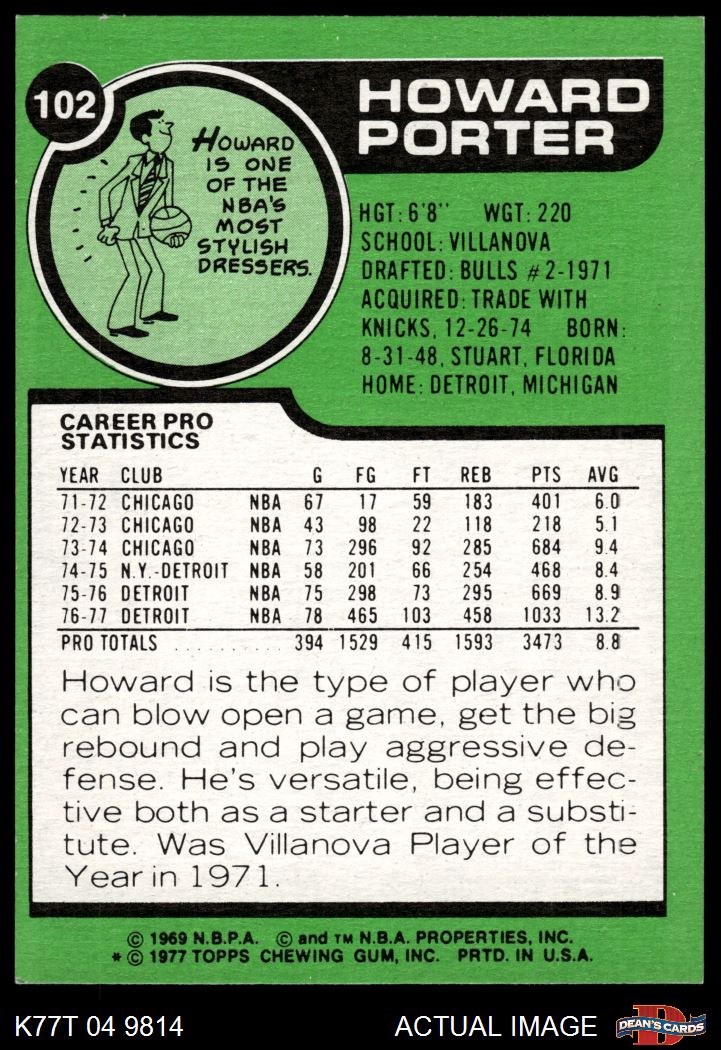 102
HOWARD
PORTER
HOWARD
IS ONE
OF THE
NBA'S
MOST
STYLISH
DRESSERS.
HGT: 6'8" WGT: 220
SCHOOL: VILLANOVA
DRAFTED: BULLS #2-1971
ACQUIRED: TRADE WITH
KNICKS, 12-26-74 BORN:
8-31-48, STUART, FLORIDA
HOME: DETROIT, MICHIGAN
CAREER PRO
STATISTICS
YEAR CLUB G FG FT REB PTS AVG
71-72 CHICAGO NBA 67 17 59 183 401 6.0
72-73 CHICAGO NBA 43 98 22 118 218 5.1
73-74 CHICAGO NBA 73 296 92 285 684 9.4
74-75 N.Y.-DETROIT NBA 58 201 66 254 468 8.4
75-76 DETROIT NBA 75 298 73 295 669 8.9
76-77 DETROIT NBA 78 465 103 458 1033 13.2
PRO TOTALS .......... 394 1529 415 1593 3473 8.8
Howard is the type of player who
can blow open a game, get the big
rebound and play aggressive de-
fense. He's versatile, being effec-
tive both as a starter and a substi-
tute. Was Villanova Player of the
Year in 1971.
© 1969 N.B.P.A. © and TM N.B.A. PROPERTIES, INC.
* © 1977 TOPPS CHEWING GUM, INC. PRTD. IN U.S.A.
K77T 04 9814 ACTUAL IMAGE
D
DEAN'S CARDS